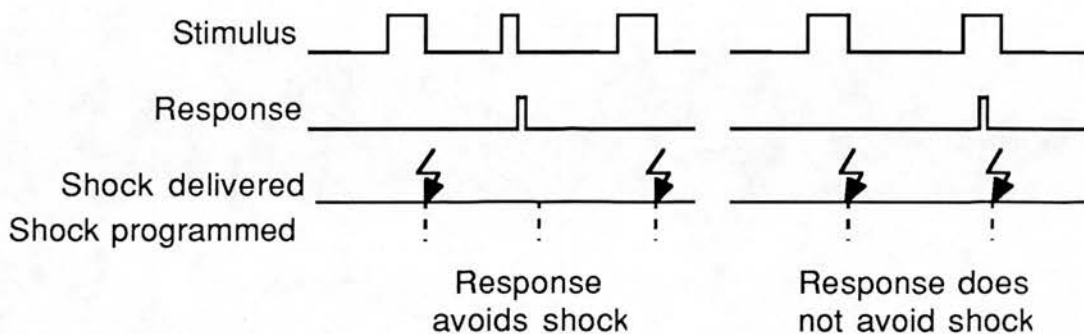 Stimulus
Response
Shock delivered
Shock programmed
Response
avoids shock
Response does
not avoid shock